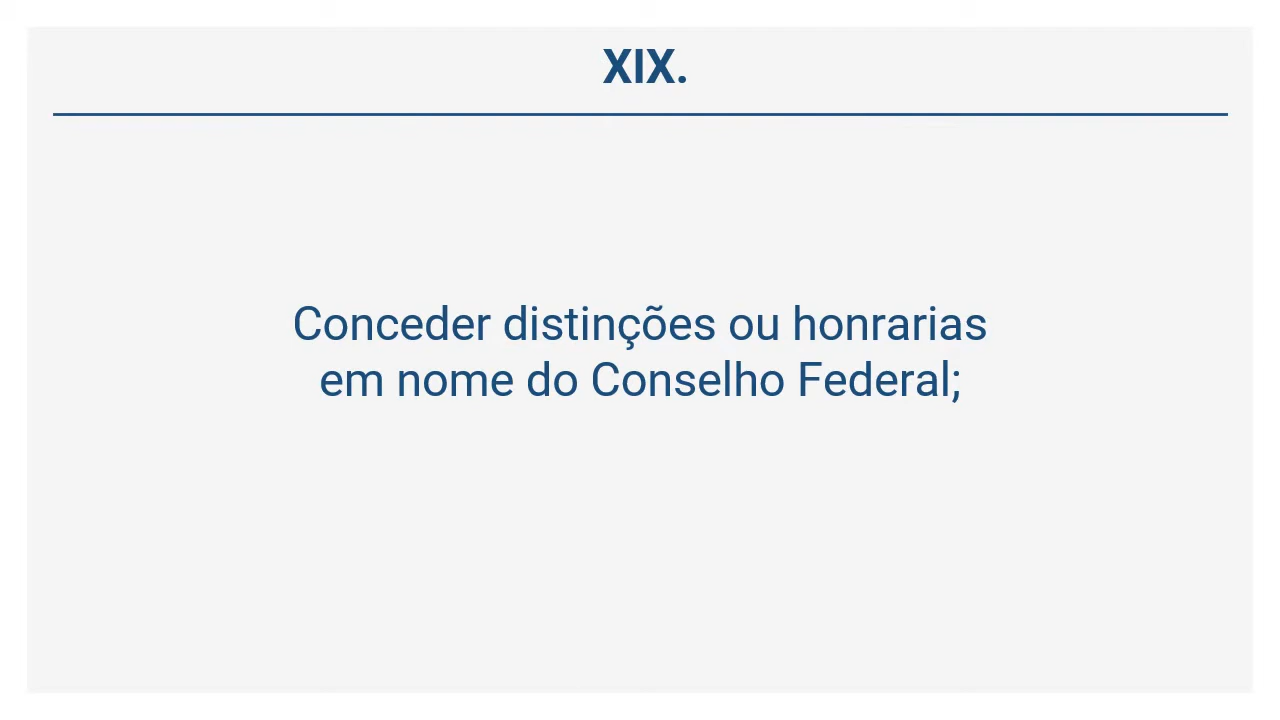 XIX.
Conceder distinções ou honrarias
em nome do Conselho Federal;